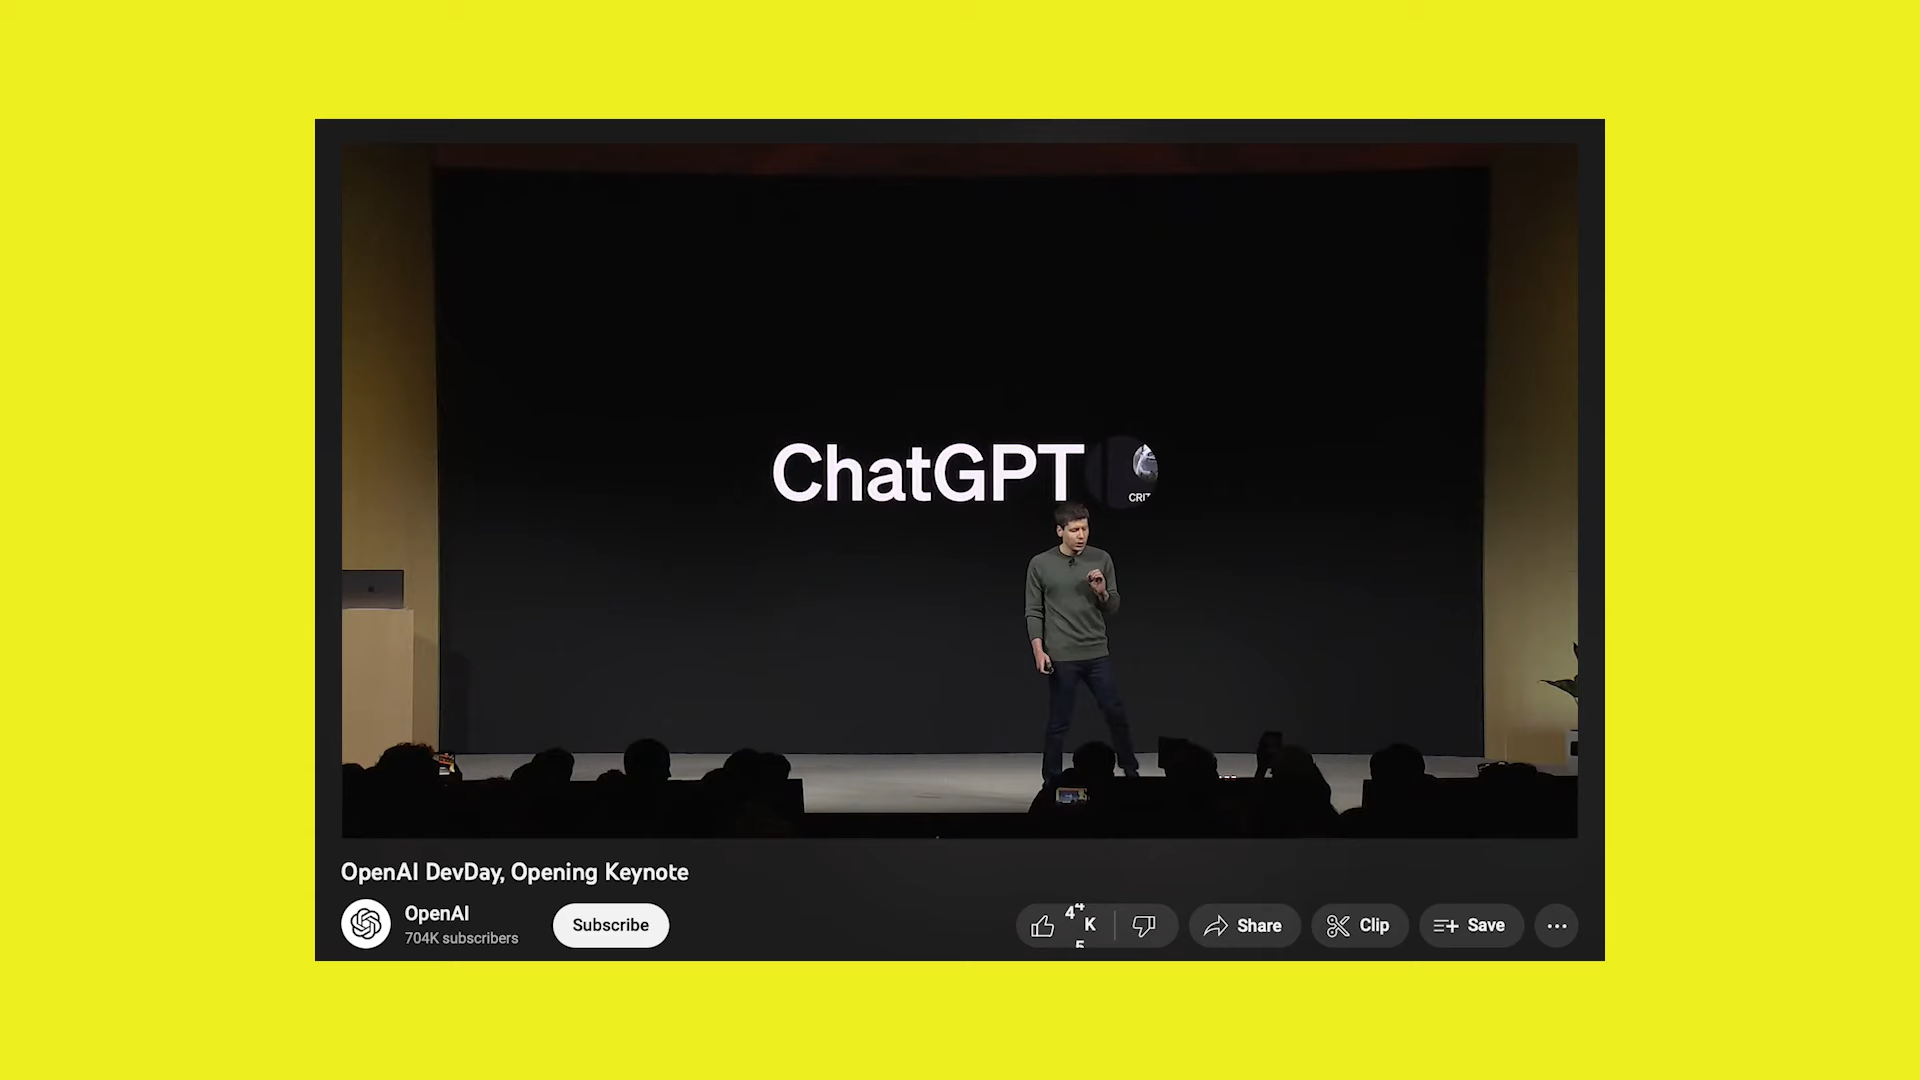 ChatGPT
OpenAI DevDay, Opening Keynote
OpenAI
704K subscribers
Subscribe
K
Share
Clip
Save